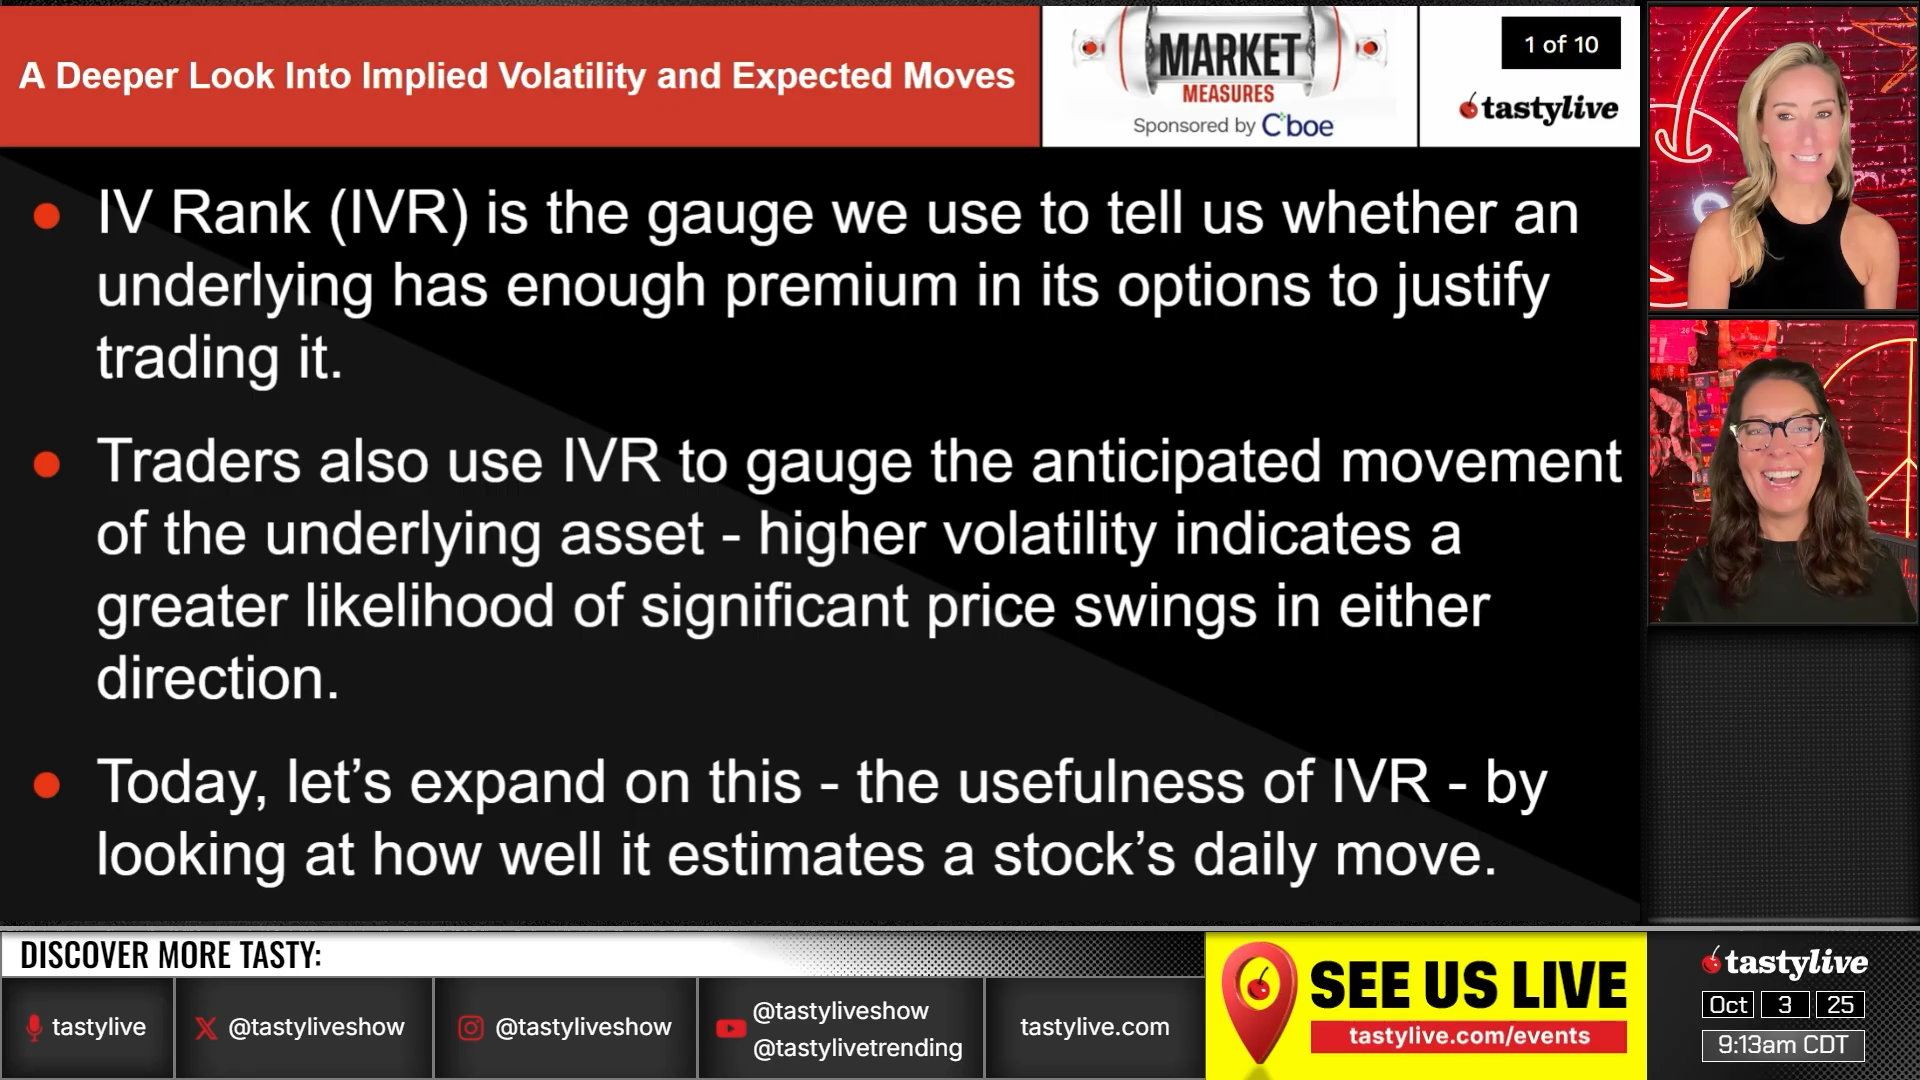 A Deeper Look Into Implied Volatility and Expected Moves
MARKET
MEASURES
Sponsored by Cboe
1 of 10
tastylive
IV Rank (IVR) is the gauge we use to tell us whether an
underlying has enough premium in its options to justify
trading it.
Traders also use IVR to gauge the anticipated movement
of the underlying asset - higher volatility indicates a
greater likelihood of significant price swings in either
direction.
Today, let’s expand on this - the usefulness of IVR - by
looking at how well it estimates a stock’s daily move.
DISCOVER MORE TASTY:
tastylive
@tastyliveshow
@tastyliveshow
@tastyliveshow
@tastylivetrending
tastylive.com
SEE US LIVE
tastylive.com/events
tastylive
Oct 3 25
9:13am CDT